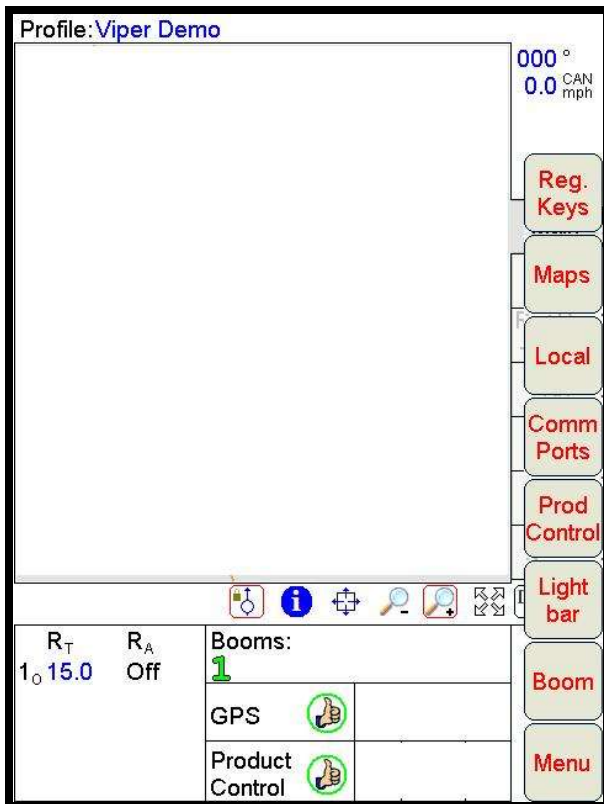 Profile: Viper Demo
000 °
0.0 CAN mph
Reg.
Keys
Maps
Local
Comm
Ports
Prod
Control
Light
bar
Boom
Menu
R_T R_A
1_O 15.0 Off
Booms:
1
GPS
Product
Control